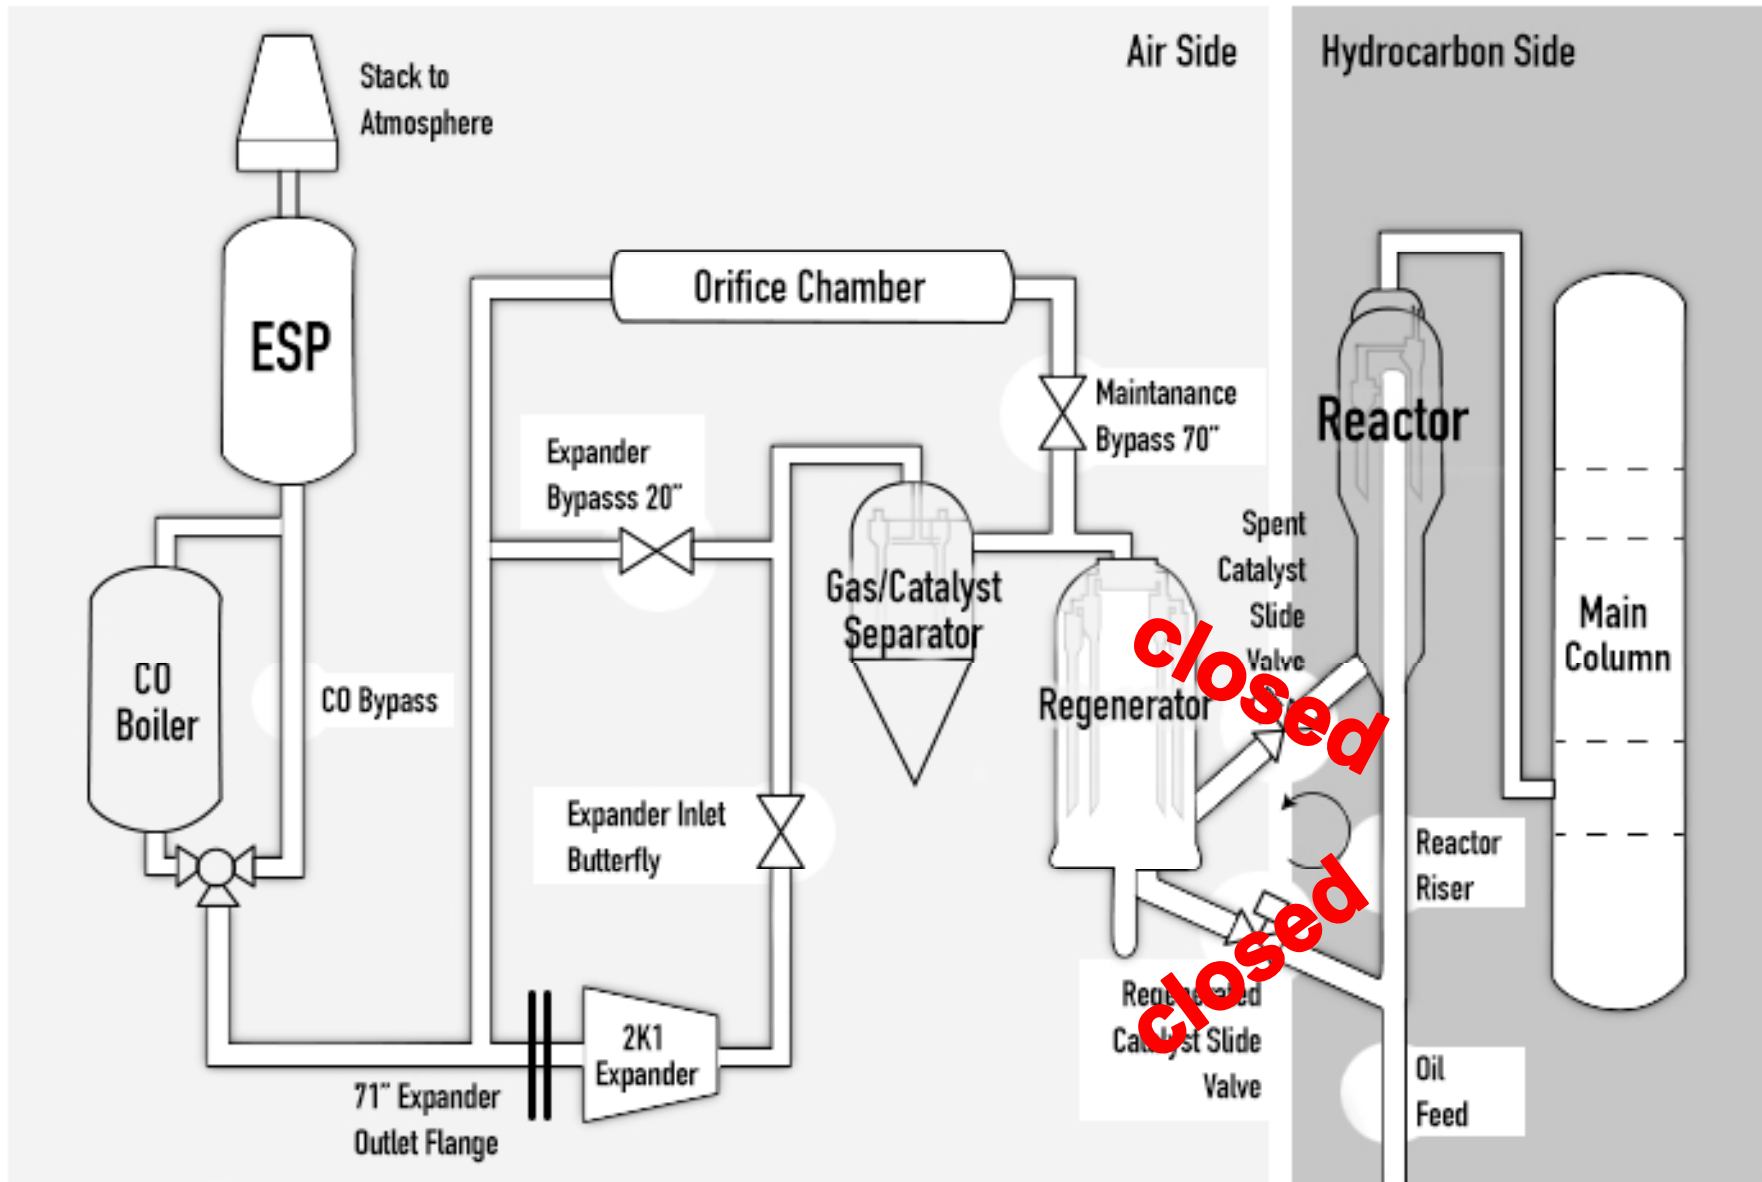 Air Side
Hydrocarbon Side
Stack to
Atmosphere
ESP
Orifice Chamber
Maintanance
Bypass 70"
Expander
Bypasss 20"
Reactor
Spent
Catalyst
Slide
Valve
closed
Gas/Catalyst
Separator
Main
Column
CO
Boiler
CO Bypass
Regenerator
Expander Inlet
Butterfly
Reactor
Riser
closed
Regenerated
Catalyst Slide
Valve
2K1
Expander
71" Expander
Outlet Flange
Oil
Feed